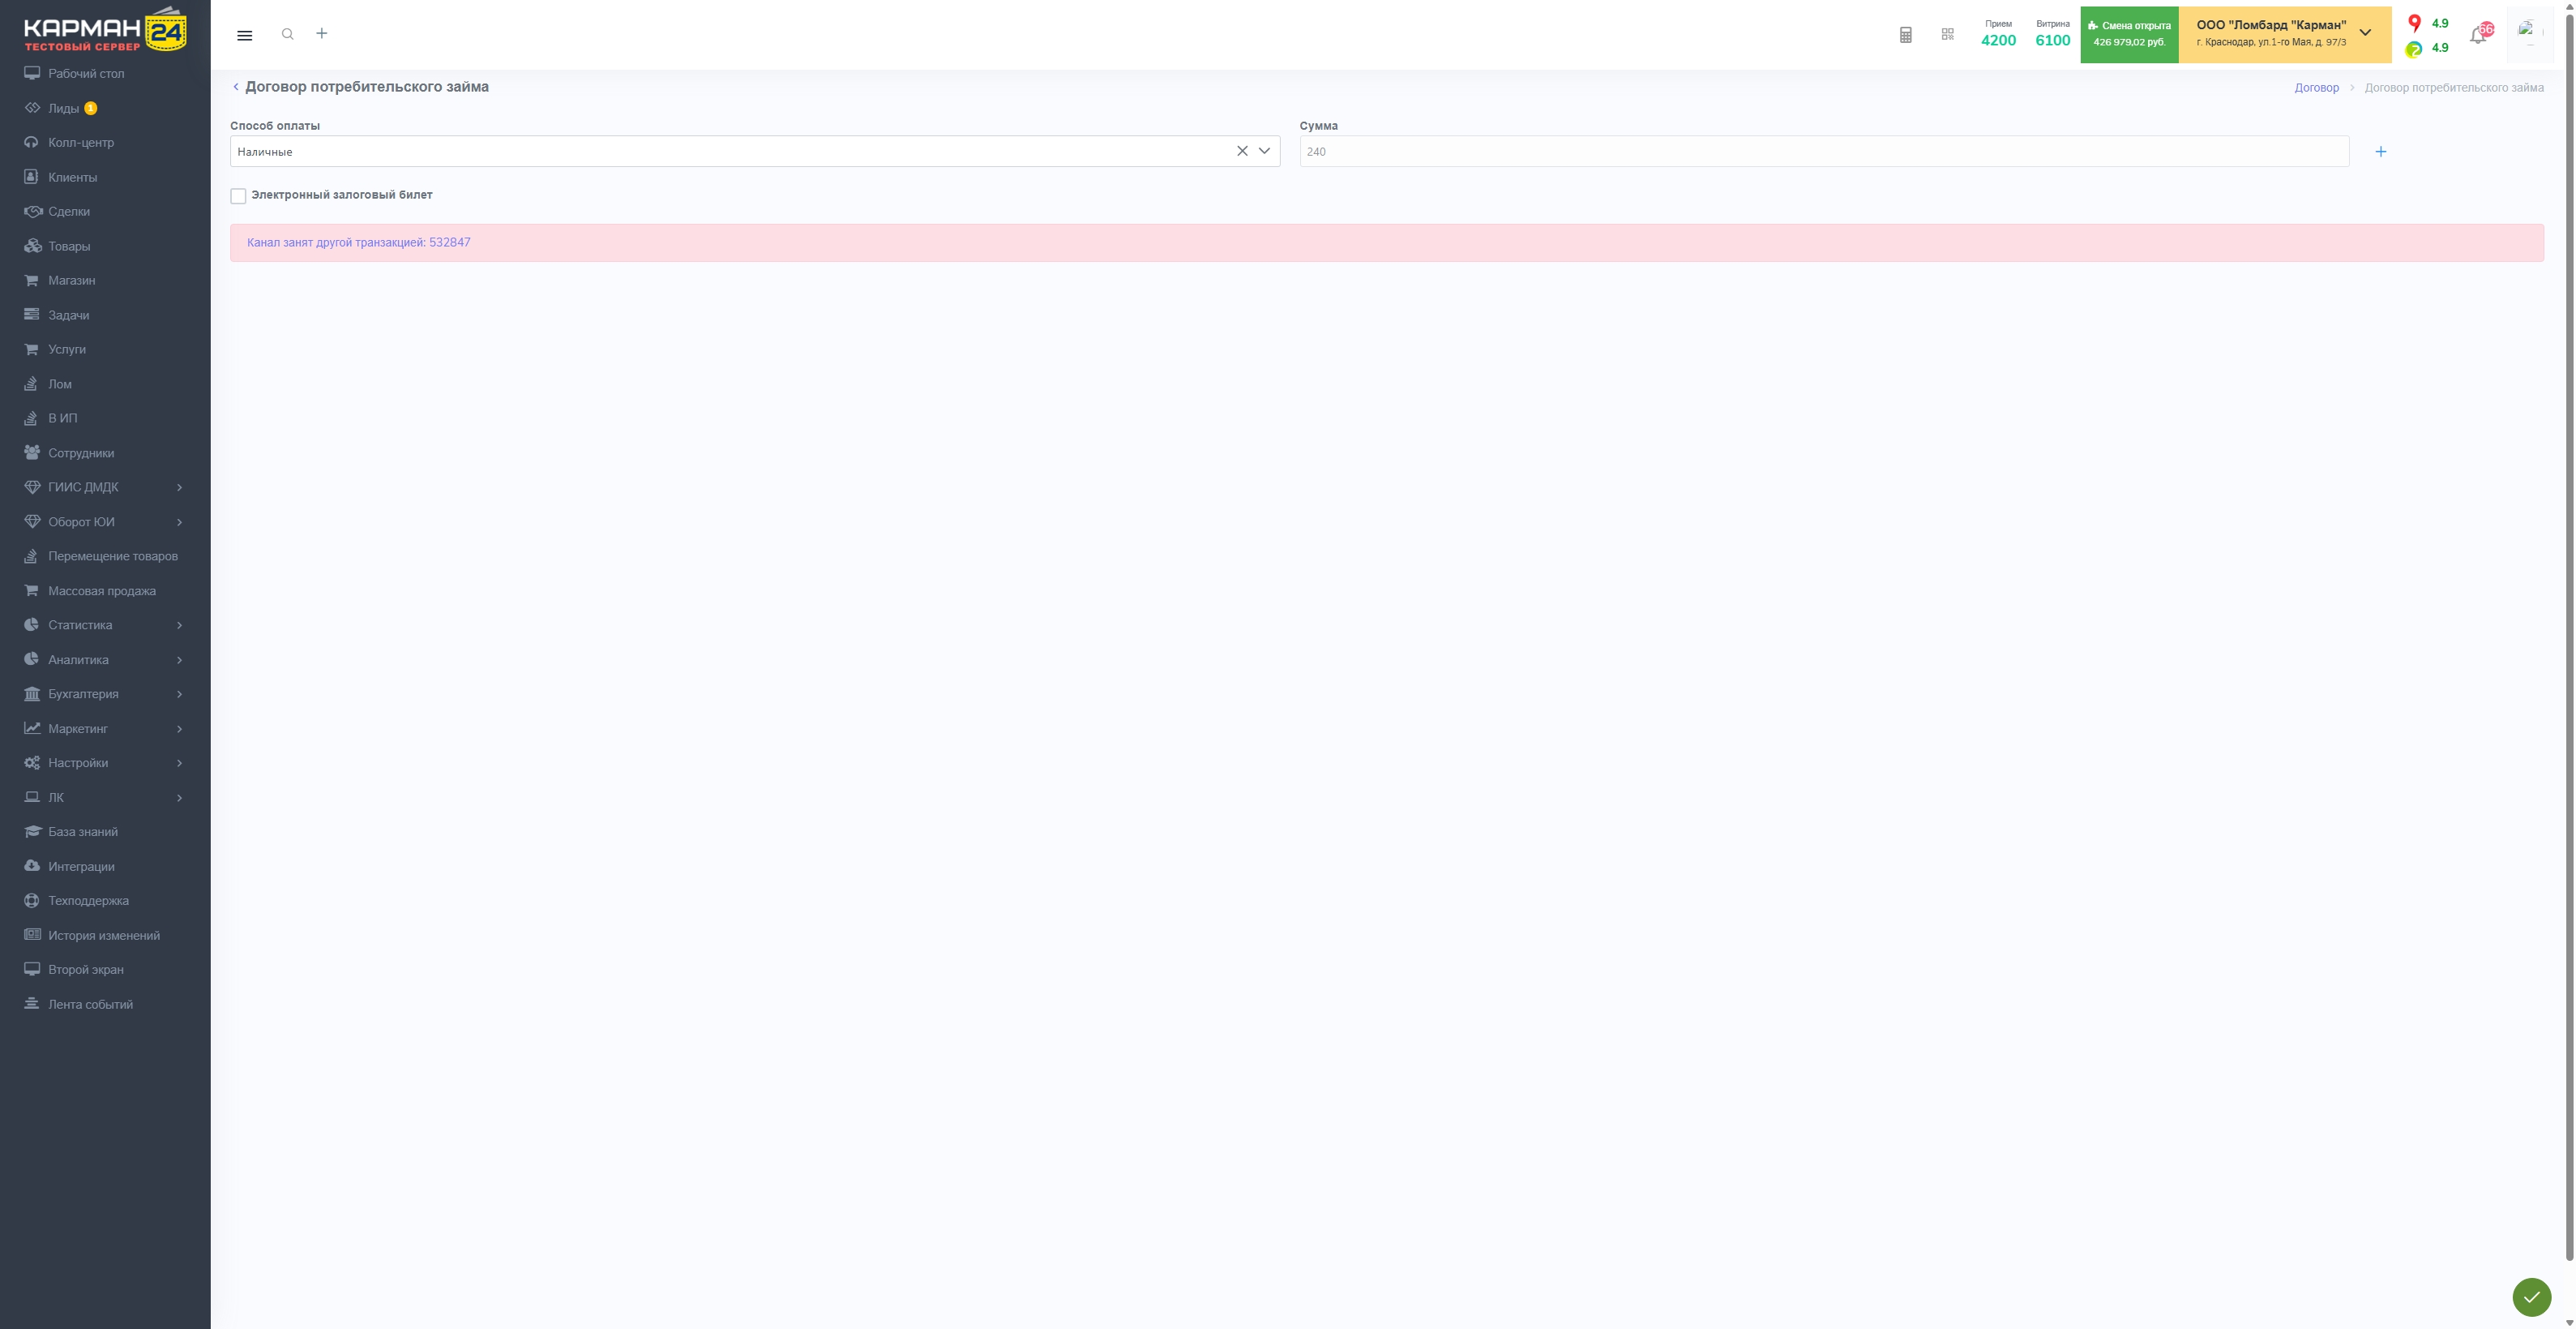 КАРМАН 24
ТЕСТОВЫЙ СЕРВЕР
Рабочий стол
Лиды 1
Колл-центр
Клиенты
Сделки
Товары
Магазин
Задачи
Услуги
Лом
В ИП
Сотрудники
ГИИС ДМДК
Оборот ЮИ
Перемещение товаров
Массовая продажа
Статистика
Аналитика
Бухгалтерия
Маркетинг
Настройки
ЛК
База знаний
Интеграции
Техподдержка
История изменений
Второй экран
Лента событий
Прием
4200
Витрина
6100
Смена открыта
426 979,02 руб.
ООО "Ломбард "Карман"
г. Краснодар, ул.1-го Мая, д. 97/3
4.9
4.9
Договор потребительского займа
Договор > Договор потребительского займа
Способ оплаты
Наличные
Сумма
240
Электронный залоговый билет
Канал занят другой транзакцией: 532847